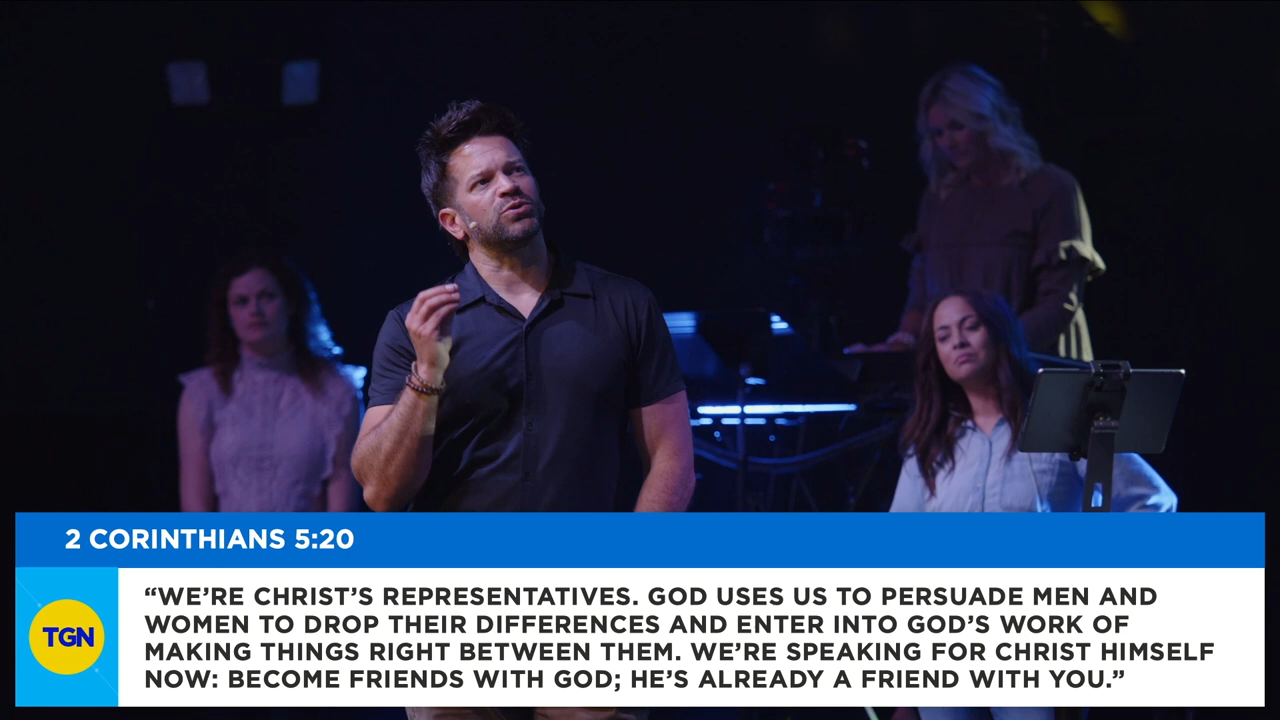 2 CORINTHIANS 5:20
“WE’RE CHRIST’S REPRESENTATIVES. GOD USES US TO PERSUADE MEN AND
WOMEN TO DROP THEIR DIFFERENCES AND ENTER INTO GOD’S WORK OF
MAKING THINGS RIGHT BETWEEN THEM. WE’RE SPEAKING FOR CHRIST HIMSELF
NOW: BECOME FRIENDS WITH GOD; HE’S ALREADY A FRIEND WITH YOU.”
TGN